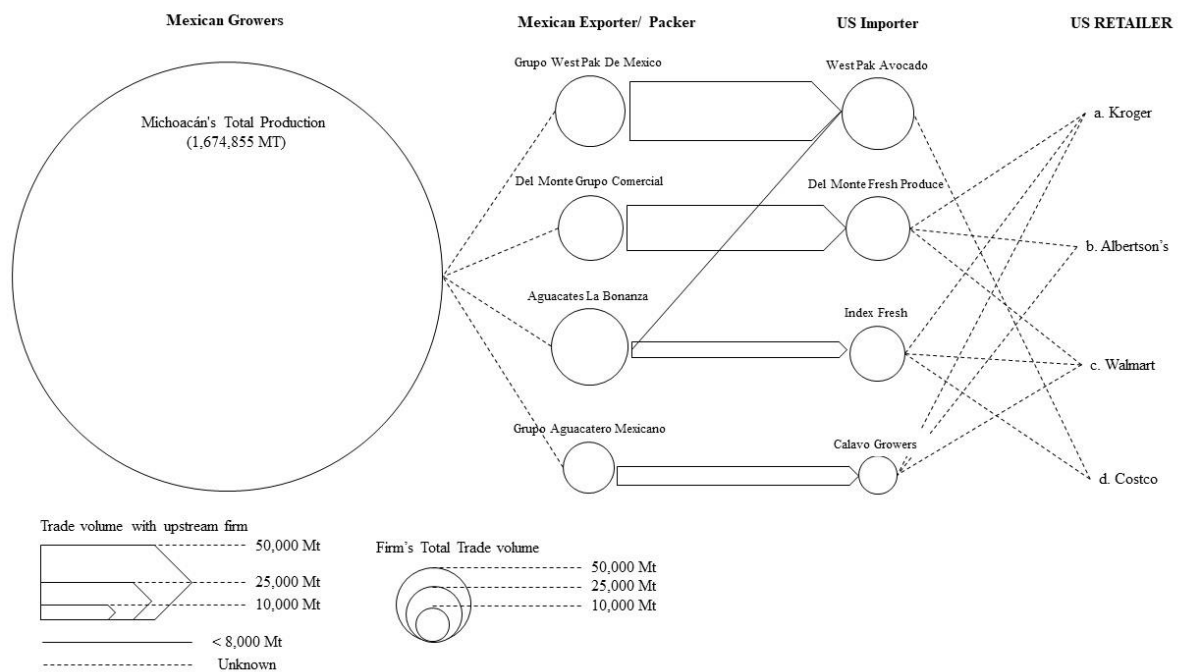 Mexican Growers
Mexican Exporter/ Packer
US Importer
US RETAILER
Michoacán's Total Production
(1,674,855 MT)
Grupo West Pak De Mexico
West Pak Avocado
a. Kroger
Del Monte Grupo Comercial
Del Monte Fresh Produce
b. Albertson's
Aguacates La Bonanza
Index Fresh
c. Walmart
Grupo Aguacatero Mexicano
Calavo Growers
d. Costco
Trade volume with upstream firm
50,000 Mt
25,000 Mt
10,000 Mt
< 8,000 Mt
Unknown
Firm's Total Trade volume
50,000 Mt
25,000 Mt
10,000 Mt